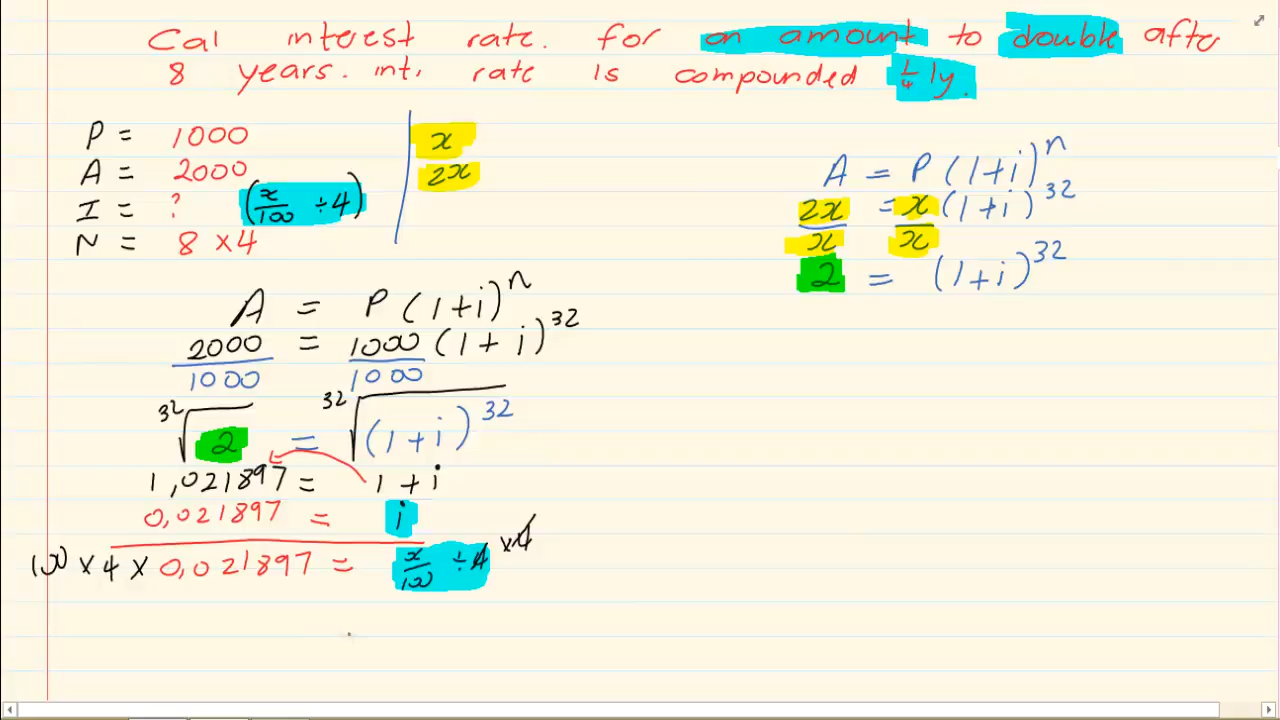 Cal interest rate. for an amount to double after
8 years. int. rate is compounded 1/4 ly.
P = 1000 | x
A = 2000 | 2x
I = ? (x/100 ÷ 4)
N = 8 × 4
A = P(1+i)^n
2000/1000 = 1000/1000 (1+i)^32
32√2 = 32√(1+i)^32
1,021897 = 1 + i
0,021897 = i
100 × 4 × 0,021897 = x/100 ÷ 4 × 4
A = P(1+i)^n
2x/x = x/x (1+i)^32
2 = (1+i)^32